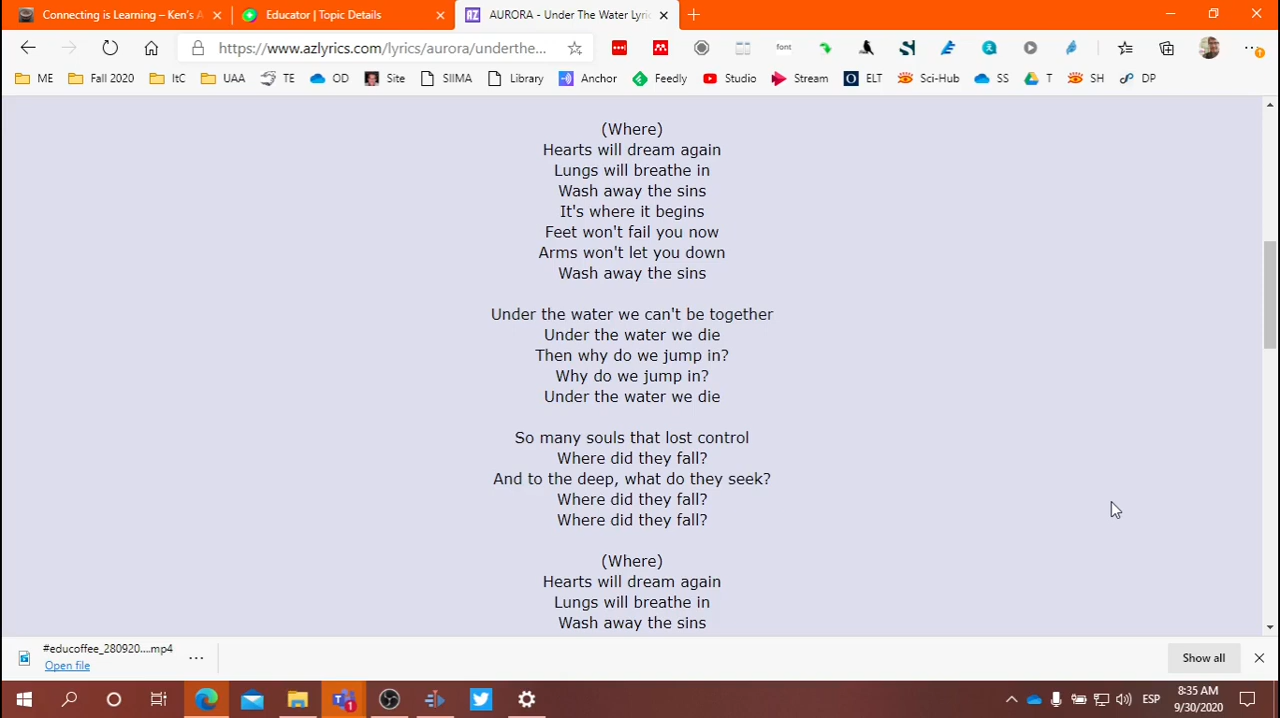 Connecting is Learning – Ken's A
Educator | Topic Details
AZ AURORA - Under The Water Lyric
https://www.azlyrics.com/lyrics/aurora/underthe...
font
ME Fall 2020 ItC UAA TE OD Site SIIMA Library Anchor Feedly Studio Stream ELT Sci-Hub SS T SH DP
(Where)
Hearts will dream again
Lungs will breathe in
Wash away the sins
It's where it begins
Feet won't fail you now
Arms won't let you down
Wash away the sins
Under the water we can't be together
Under the water we die
Then why do we jump in?
Why do we jump in?
Under the water we die
So many souls that lost control
Where did they fall?
And to the deep, what do they seek?
Where did they fall?
Where did they fall?
(Where)
Hearts will dream again
Lungs will breathe in
Wash away the sins
#educoffee_280920....mp4
Open file
Show all
ESP
8:35 AM
9/30/2020